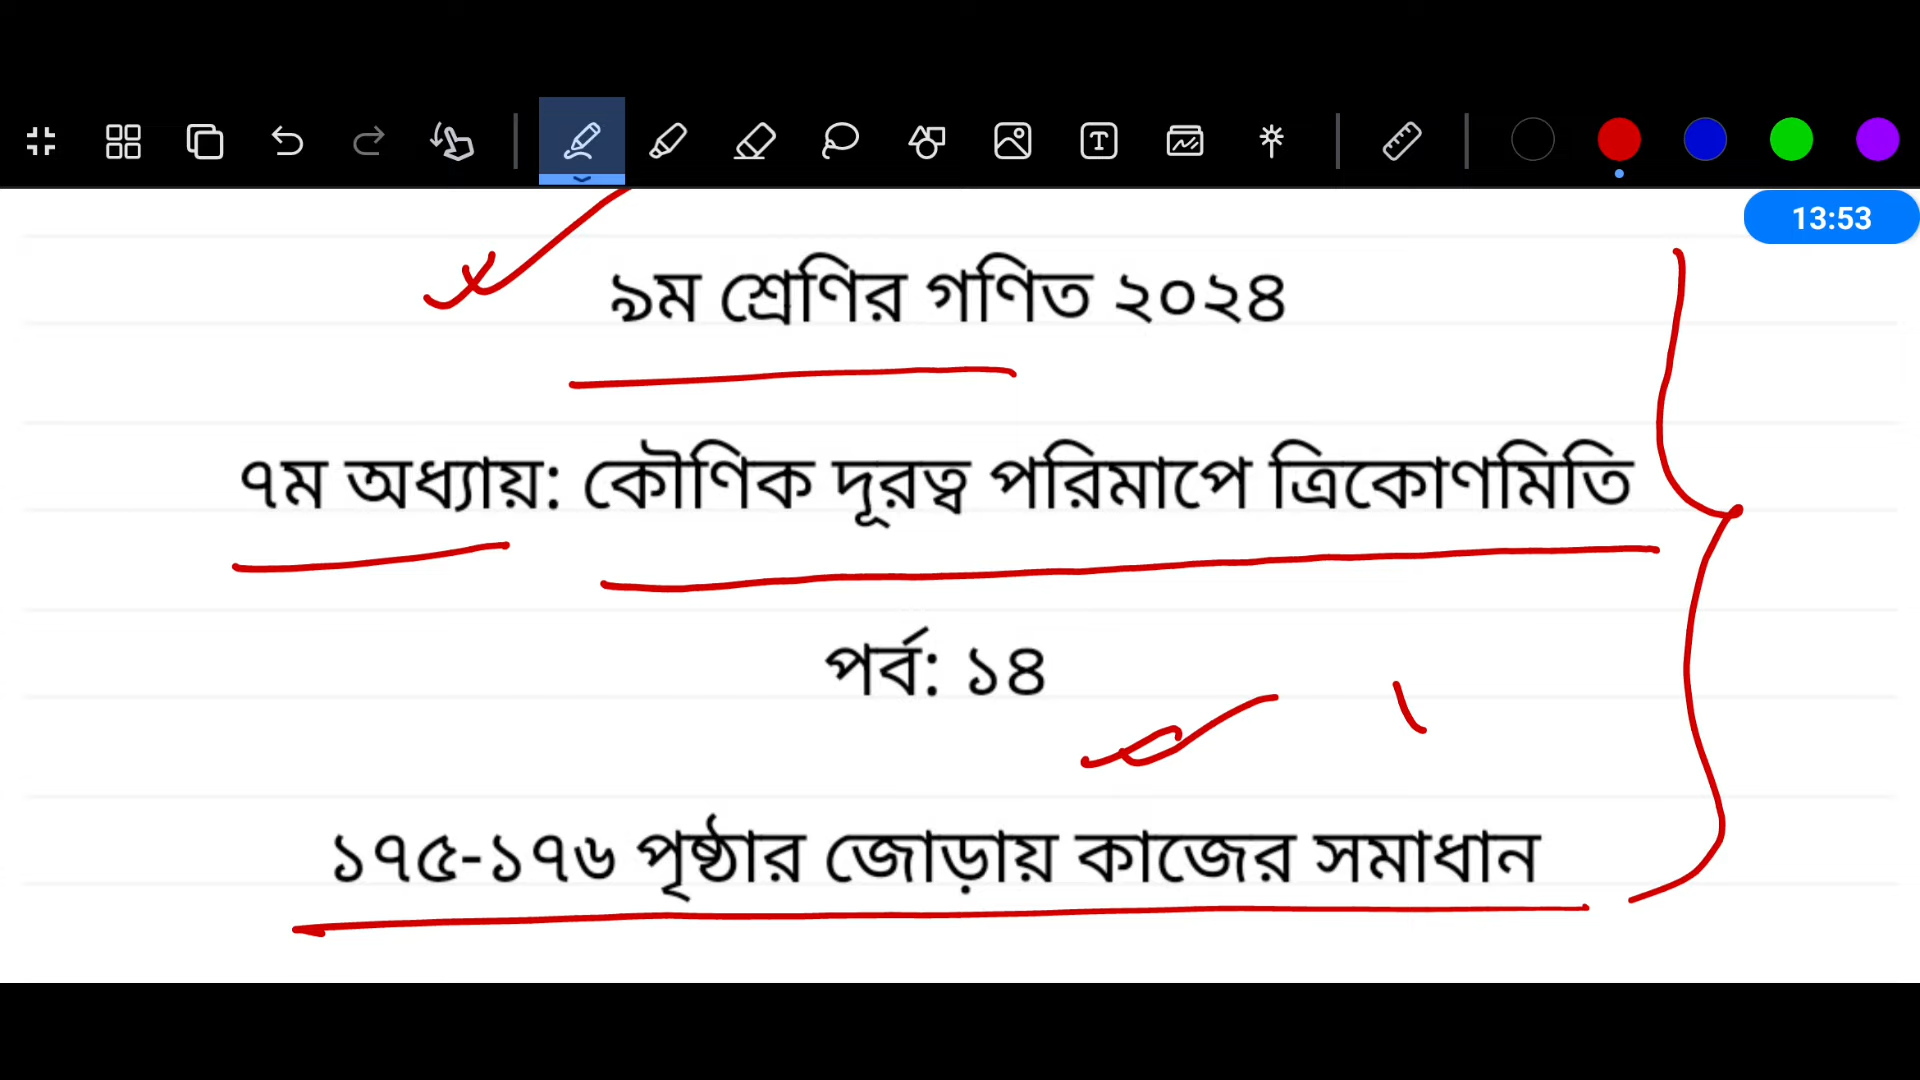 13:53
৯ম শ্রেণির গণিত ২০২৪
৭ম অধ্যায়: কৌণিক দূরত্ব পরিমাপে ত্রিকোণমিতি
পর্ব: ১৪
১৭৫-১৭৬ পৃষ্ঠার জোড়ায় কাজের সমাধান